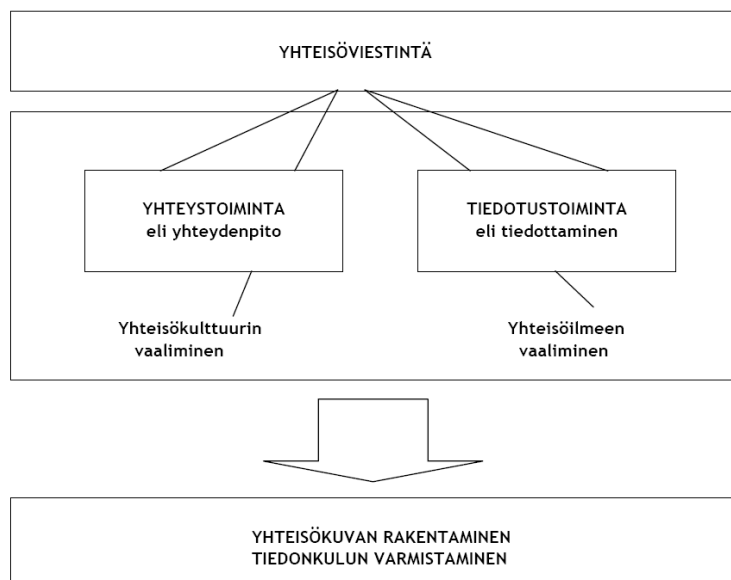 YHTEISÖVIESTINTÄ
YHTEYSTOIMINTA
eli yhteydenpito
TIEDOTUSTOIMINTA
eli tiedottaminen
Yhteisökulttuurin
vaaliminen
Yhteisöilmeen
vaaliminen
YHTEISÖKUVAN RAKENTAMINEN
TIEDONKULUN VARMISTAMINEN